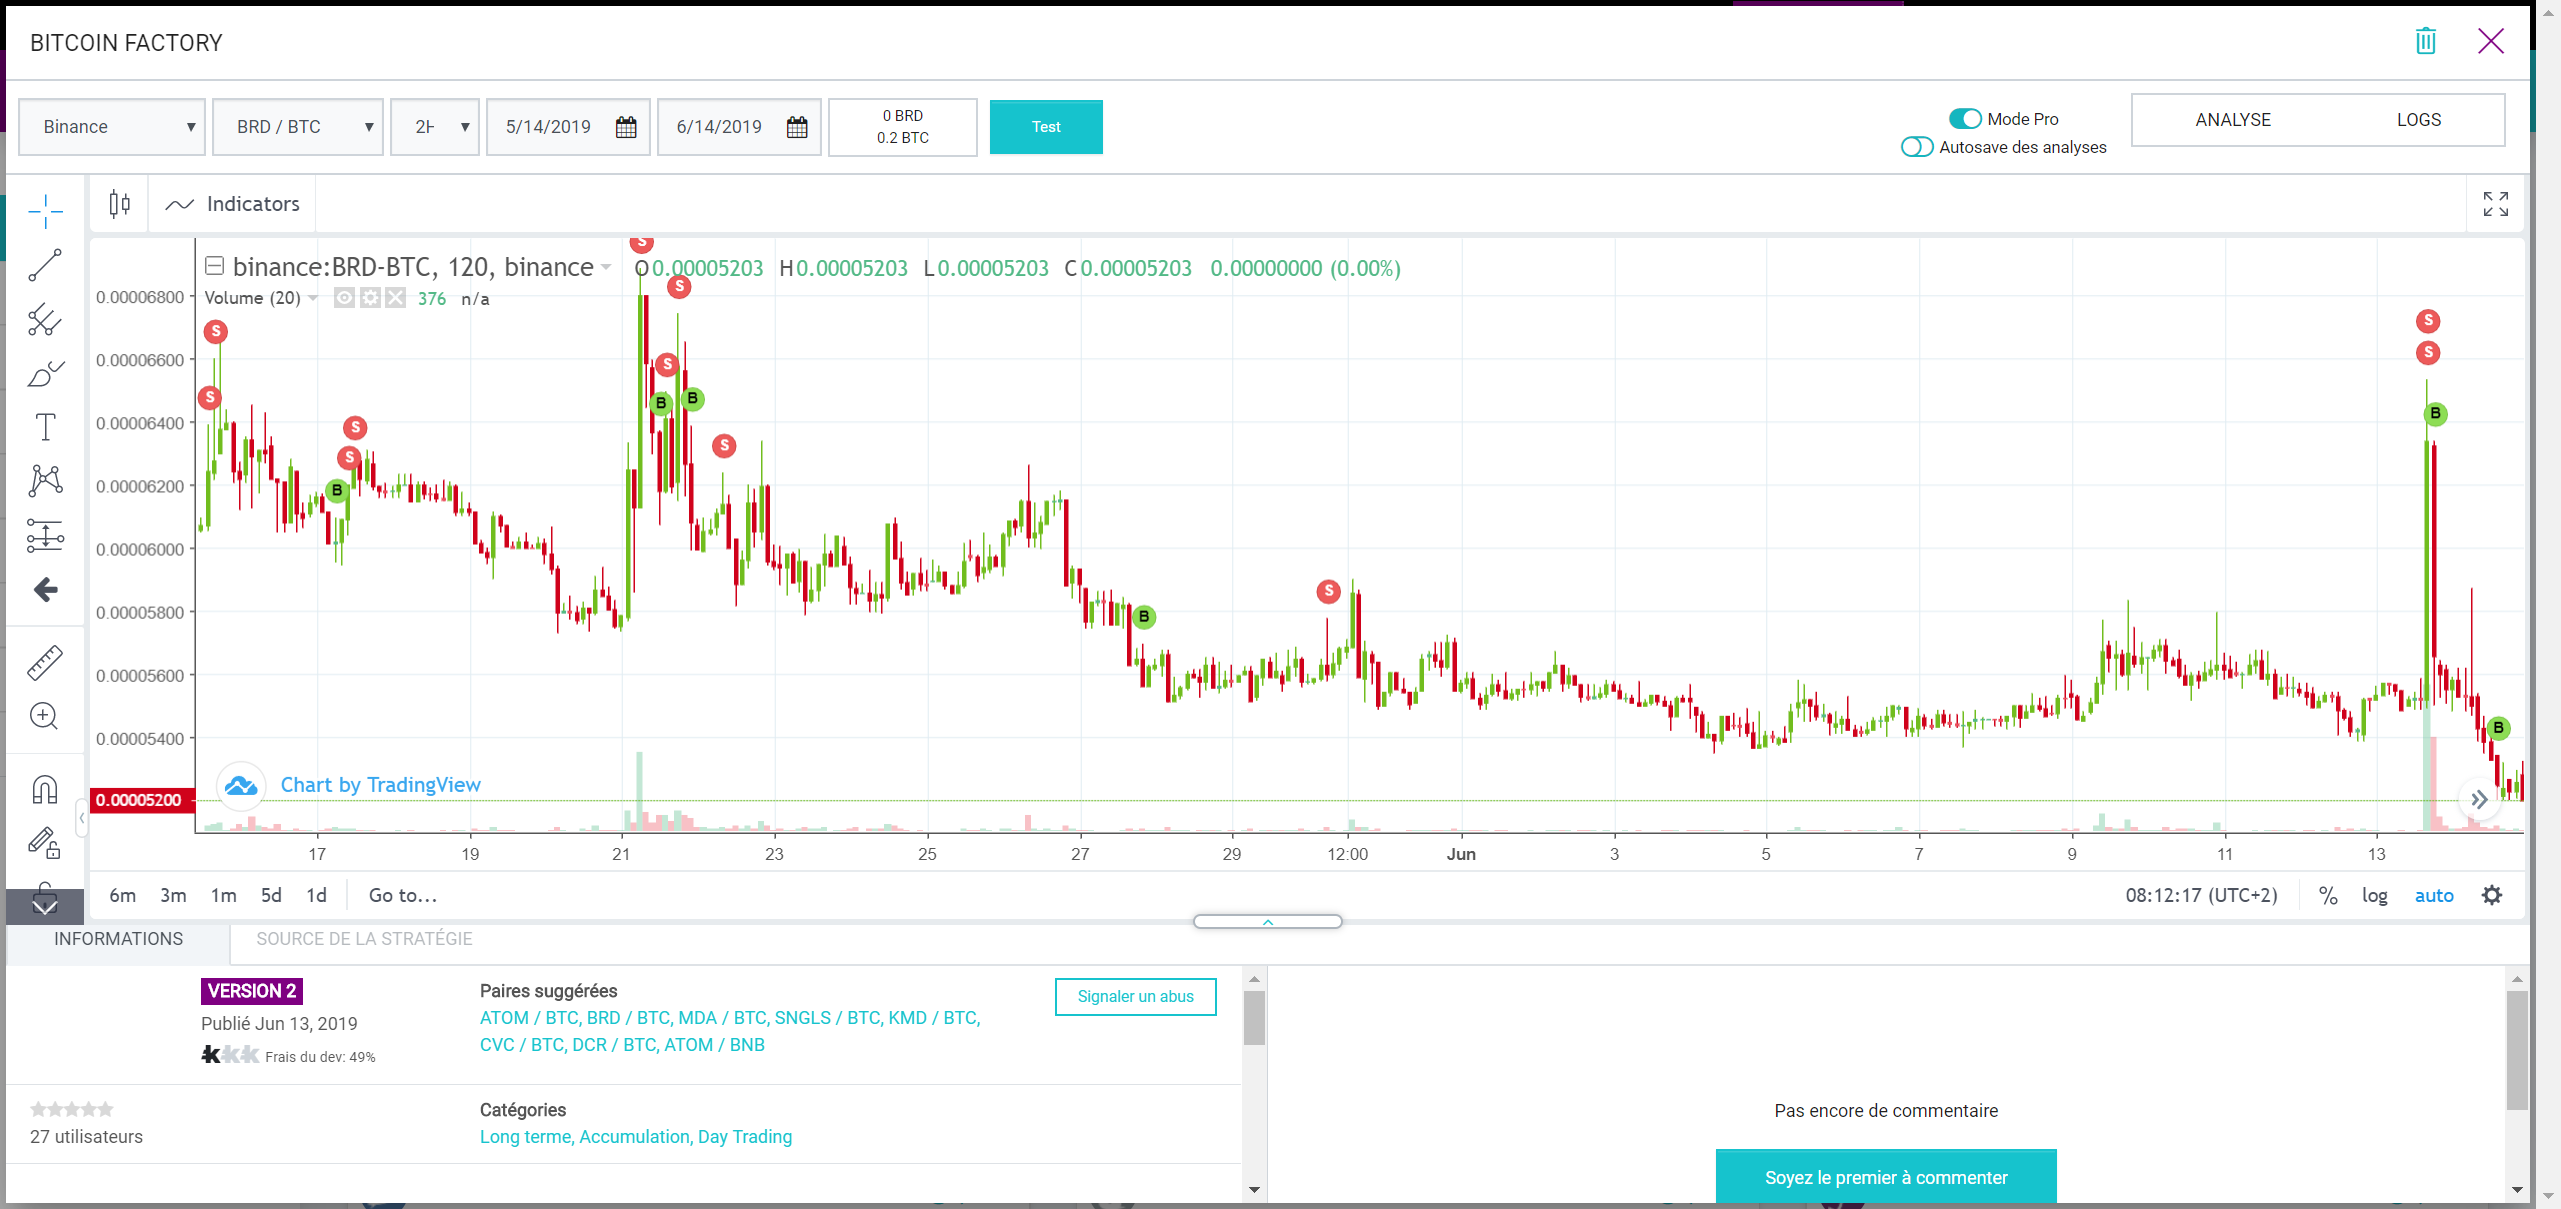 BITCOIN FACTORY
Binance
BRD / BTC
2H
5/14/2019
6/14/2019
0 BRD
0.2 BTC
Test
Mode Pro
Autosave des analyses
ANALYSE
LOGS
Indicators
binance:BRD-BTC, 120, binance
O0.00005203 H0.00005203 L0.00005203 C0.00005203 0.00000000 (0.00%)
Volume (20) 376 n/a
0.00006800
0.00006600
0.00006400
0.00006200
0.00006000
0.00005800
0.00005600
0.00005400
0.00005200
S
S
S
S
B
S
S
S
B
B
S
B
S
S
S
B
B
Chart by TradingView
17 19 21 23 25 27 29 12:00 Jun 3 5 7 9 11 13
6m 3m 1m 5d 1d Go to...
08:12:17 (UTC+2) % log auto
INFORMATIONS
SOURCE DE LA STRATÉGIE
VERSION 2
Publié Jun 13, 2019
Frais du dev: 49%
Paires suggérées
ATOM / BTC, BRD / BTC, MDA / BTC, SNGLS / BTC, KMD / BTC,
CVC / BTC, DCR / BTC, ATOM / BNB
Signaler un abus
27 utilisateurs
Catégories
Long terme, Accumulation, Day Trading
Pas encore de commentaire
Soyez le premier à commenter